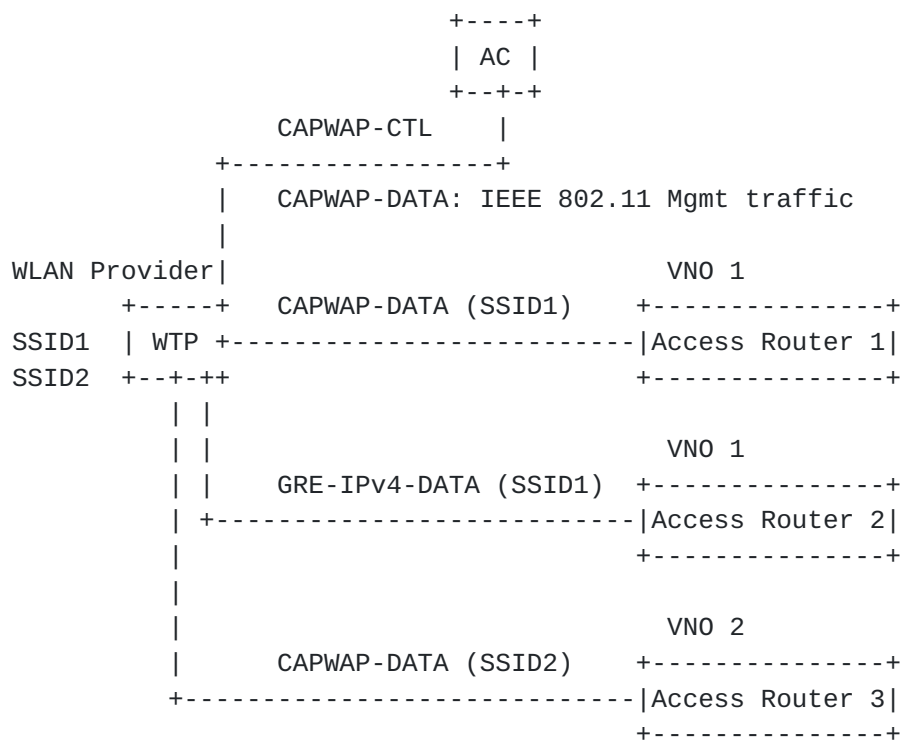 +----+
| AC |
+--+-+
CAPWAP-CTL |
+-----------------+
| CAPWAP-DATA: IEEE 802.11 Mgmt traffic
|
WLAN Provider| VNO 1
+-----+ CAPWAP-DATA (SSID1) +---------------+
SSID1 | WTP +---------------------------|Access Router 1|
SSID2 +--+-++ +---------------+
| |
| | VNO 1
| | GRE-IPv4-DATA (SSID1) +---------------+
| +---------------------------|Access Router 2|
| +---------------+
|
| VNO 2
| CAPWAP-DATA (SSID2) +---------------+
+-----------------------------|Access Router 3|
+---------------+